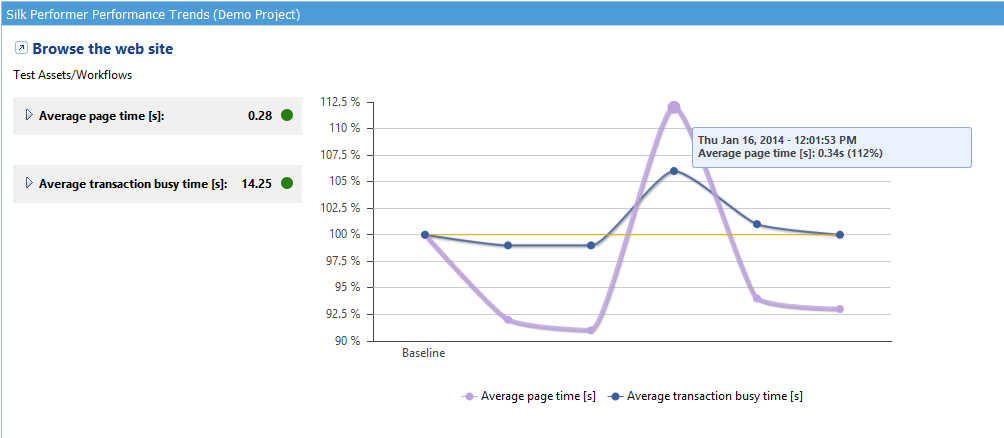 Silk Performer Performance Trends (Demo Project)
Browse the web site
Test Assets/Workflows
Average page time [s]: 0.28
Average transaction busy time [s]: 14.25
112.5 %
110 %
107.5 %
105 %
102.5 %
100 %
97.5 %
95 %
92.5 %
90 %
Thu Jan 16, 2014 - 12:01:53 PM
Average page time [s]: 0.34s (112%)
Baseline
Average page time [s] Average transaction busy time [s]